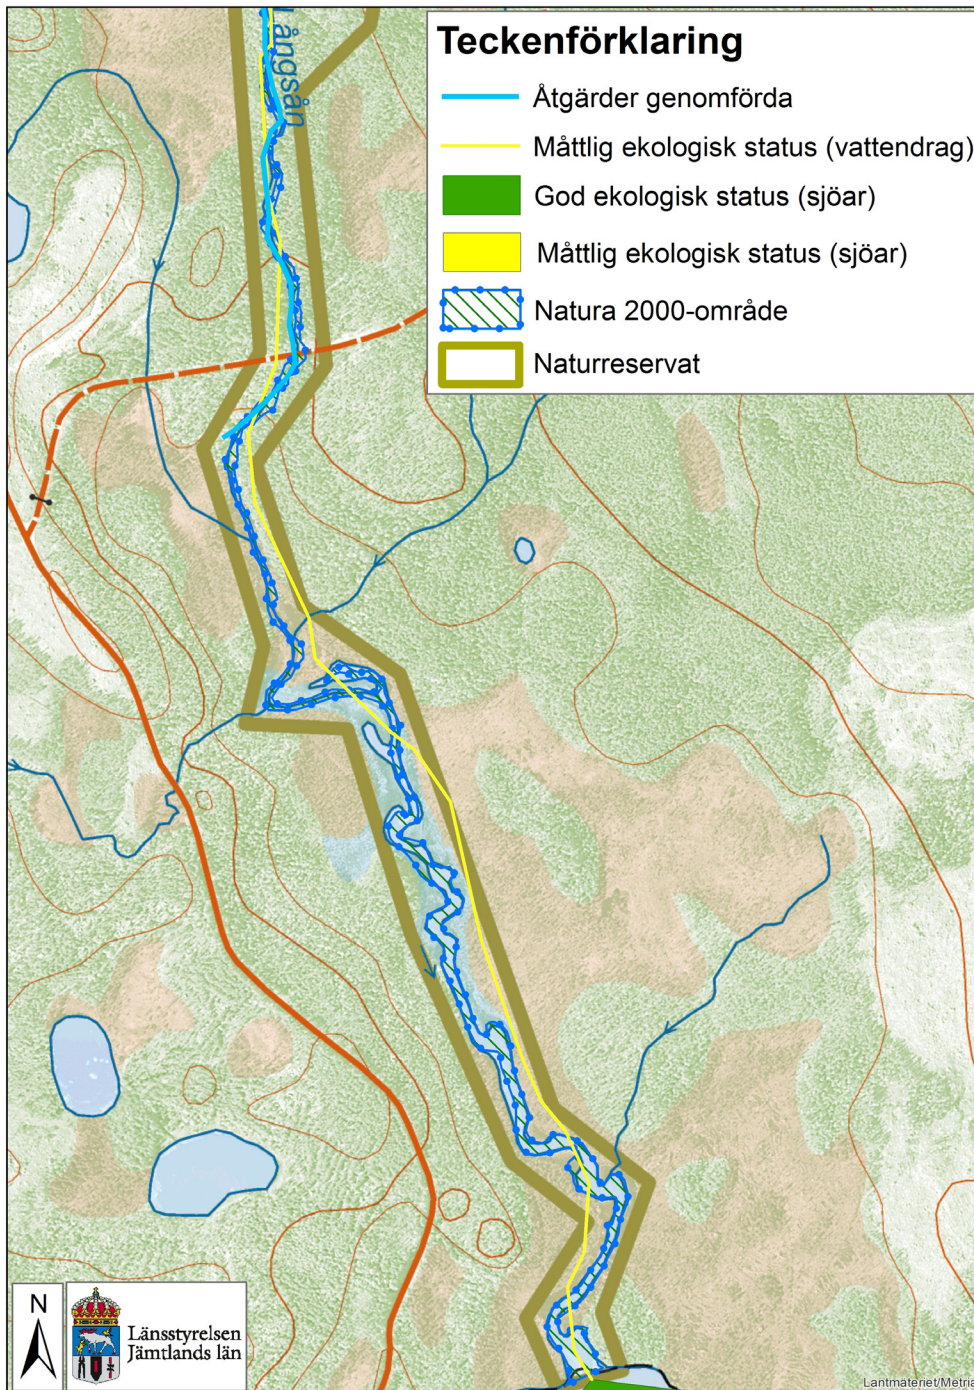 Långsån
Teckenförklaring
Åtgärder genomförda
Måttlig ekologisk status (vattendrag)
God ekologisk status (sjöar)
Måttlig ekologisk status (sjöar)
Natura 2000-område
Naturreservat
N
Länsstyrelsen
Jämtlands län
Lantmäteriet/Metria